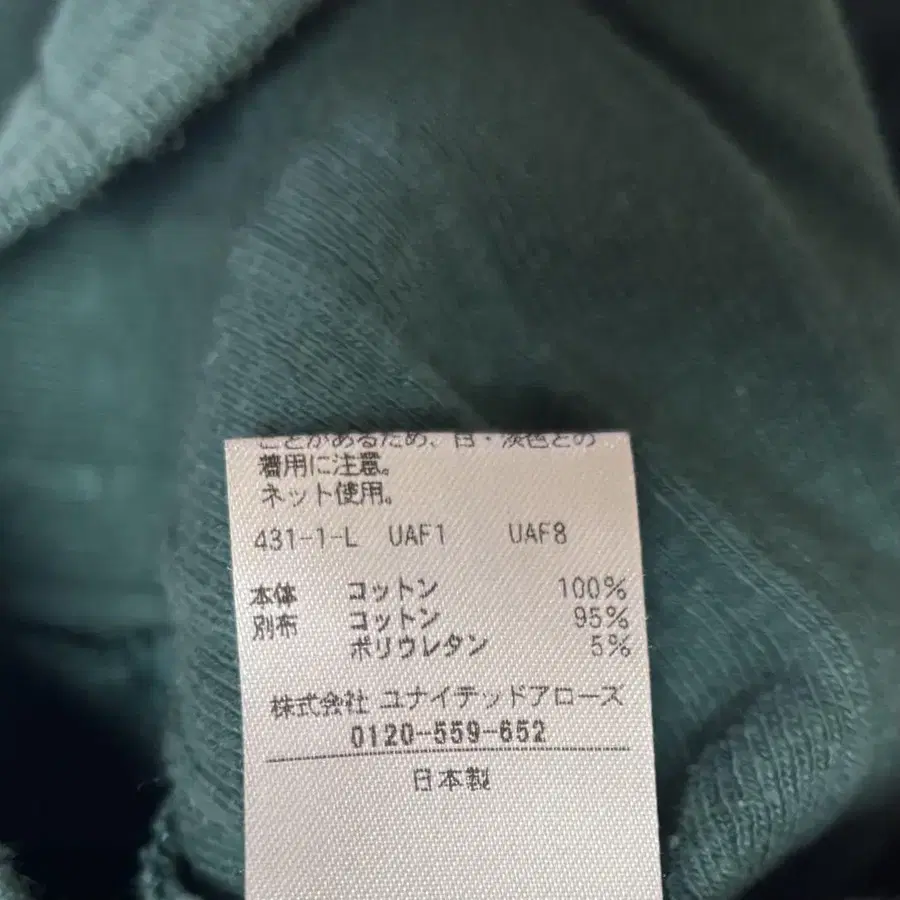 ことがあるため、白・淡色との
着用に注意。
ネット使用。
431-1-L UAF1 UAF8
本体 コットン 100%
別布 コットン 95%
ポリウレタン 5%
株式会社 ユナイテッドアローズ
0120-559-652
日本製